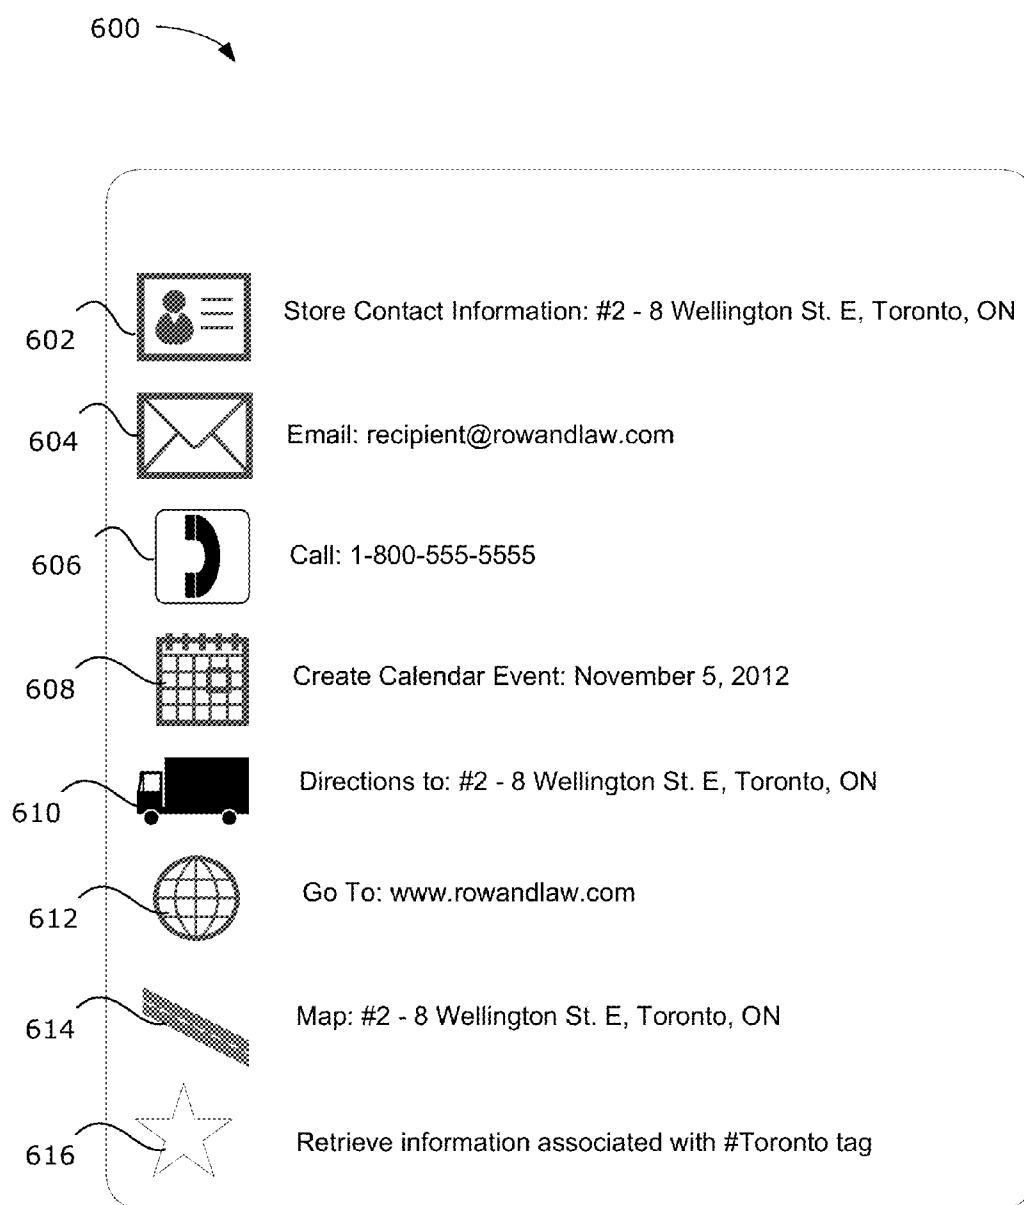 600
602 Store Contact Information: #2 - 8 Wellington St. E, Toronto, ON
604 Email: recipient@rowandlaw.com
606 Call: 1-800-555-5555
608 Create Calendar Event: November 5, 2012
610 Directions to: #2 - 8 Wellington St. E, Toronto, ON
612 Go To: www.rowandlaw.com
614 Map: #2 - 8 Wellington St. E, Toronto, ON
616 Retrieve information associated with #Toronto tag